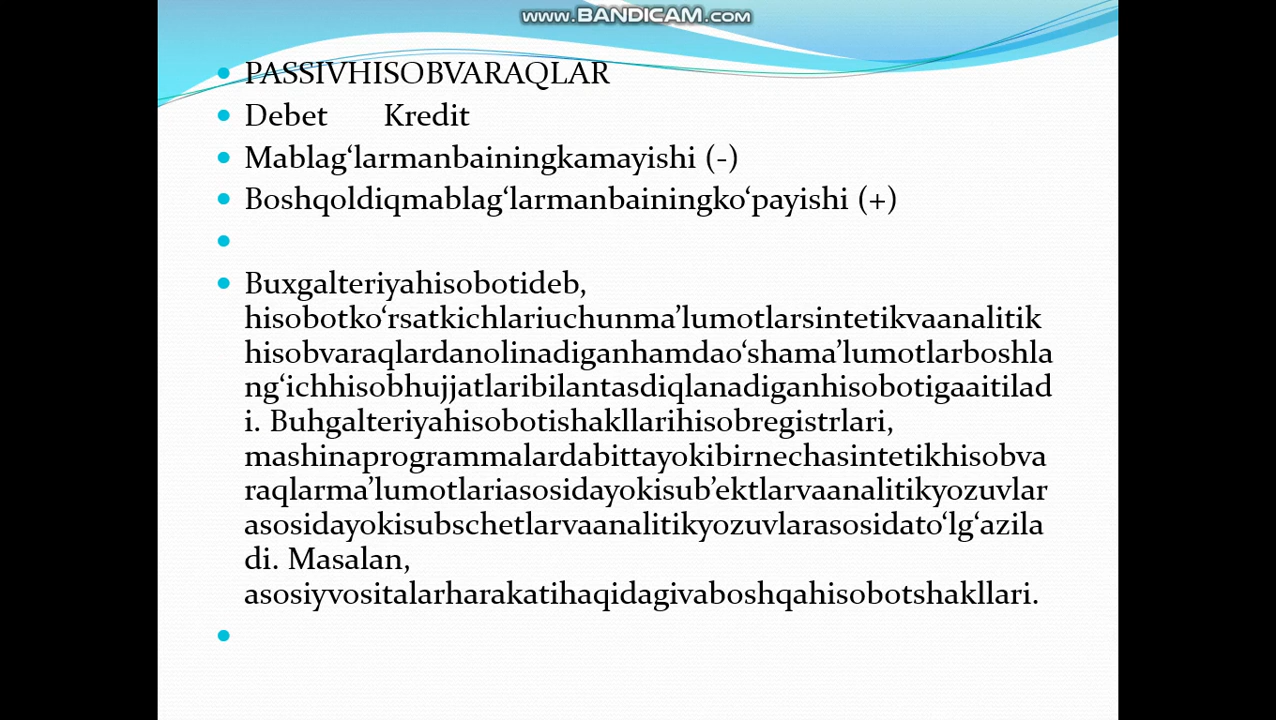 www.BANDICAM.com
PASSIVHISOBVARAQLAR
Debet Kredit
Mablag‘larmanbainingkamayishi (-)
Boshqoldiqmablag‘larmanbainingko‘payishi (+)
Buxgalteriyahisobotideb,
hisobotko‘rsatkichlariuchunma’lumotlarsintetikvaanalitik
hisobvaraqlardanolinadiganhamdao‘shama’lumotlarboshla
ng‘ichhisobhujjatlaribilantasdiqlanadiganhisobotigaaitilad
i. Buhgalteriyahisobotishakllarihisobregistrlari,
mashinaprogrammalardabittayokibirnechasintetikhisobva
raqlarma’lumotlariasosidayokisub’ektlarvaanalitikyozuvlar
asosidayokisubschetlarvaanalitikyozuvlarasosidato‘lg‘azila
di. Masalan,
asosiyvositalarharakatihaqidagivaboshqahisobotshakllari.